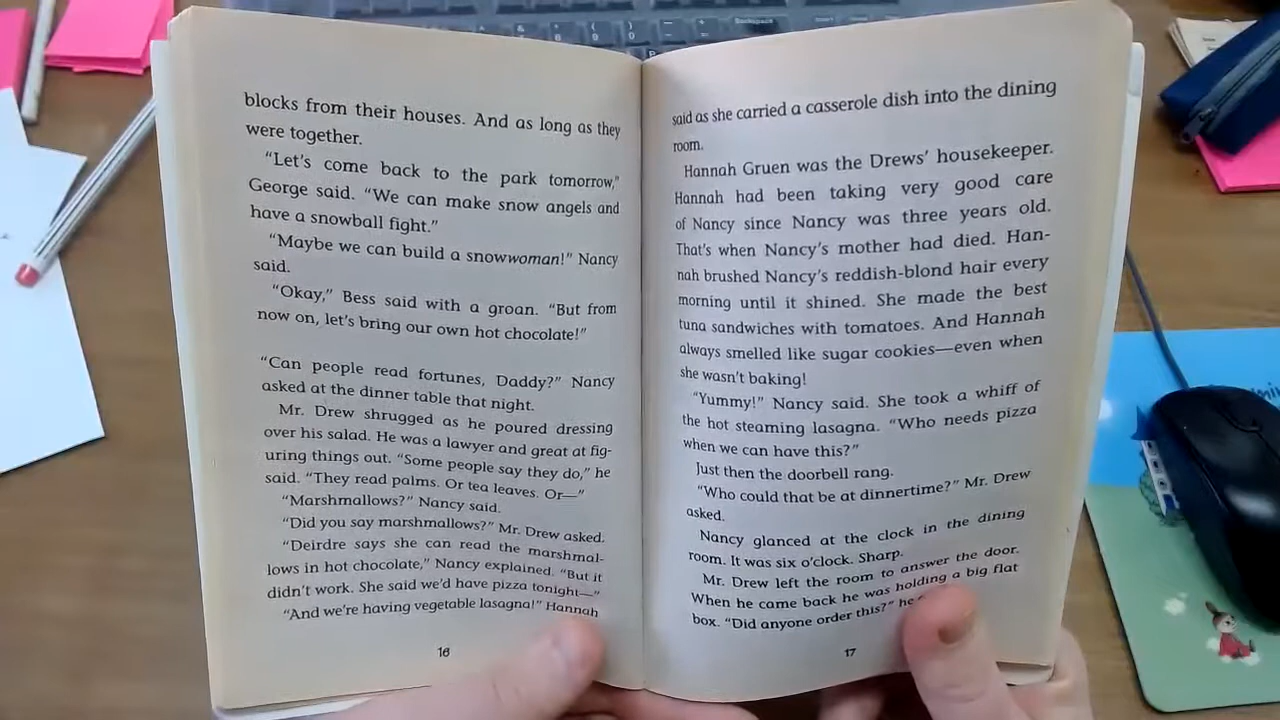 blocks from their houses. And as long as they
were together.
“Let’s come back to the park tomorrow,”
George said. “We can make snow angels and
have a snowball fight.”
“Maybe we can build a snowwoman!” Nancy
said.
“Okay,” Bess said with a groan. “But from
now on, let’s bring our own hot chocolate!”
“Can people read fortunes, Daddy?” Nancy
asked at the dinner table that night.
Mr. Drew shrugged as he poured dressing
over his salad. He was a lawyer and great at fig-
uring things out. “Some people say they do,” he
said. “They read palms. Or tea leaves. Or—”
“Marshmallows?” Nancy said.
“Did you say marshmallows?” Mr. Drew asked.
“Deirdre says she can read the marshmal-
lows in hot chocolate,” Nancy explained. “But it
didn’t work. She said we’d have pizza tonight—”
“And we’re having vegetable lasagna!” Hannah
16
said as she carried a casserole dish into the dining
room.
Hannah Gruen was the Drews’ housekeeper.
Hannah had been taking very good care
of Nancy since Nancy was three years old.
That’s when Nancy’s mother had died. Han-
nah brushed Nancy’s reddish-blond hair every
morning until it shined. She made the best
tuna sandwiches with tomatoes. And Hannah
always smelled like sugar cookies—even when
she wasn’t baking!
“Yummy!” Nancy said. She took a whiff of
the hot steaming lasagna. “Who needs pizza
when we can have this?”
Just then the doorbell rang.
“Who could that be at dinnertime?” Mr. Drew
asked.
Nancy glanced at the clock in the dining
room. It was six o’clock. Sharp.
Mr. Drew left the room to answer the door.
When he came back he was holding a big flat
box. “Did anyone order this?” he
17
Backspace